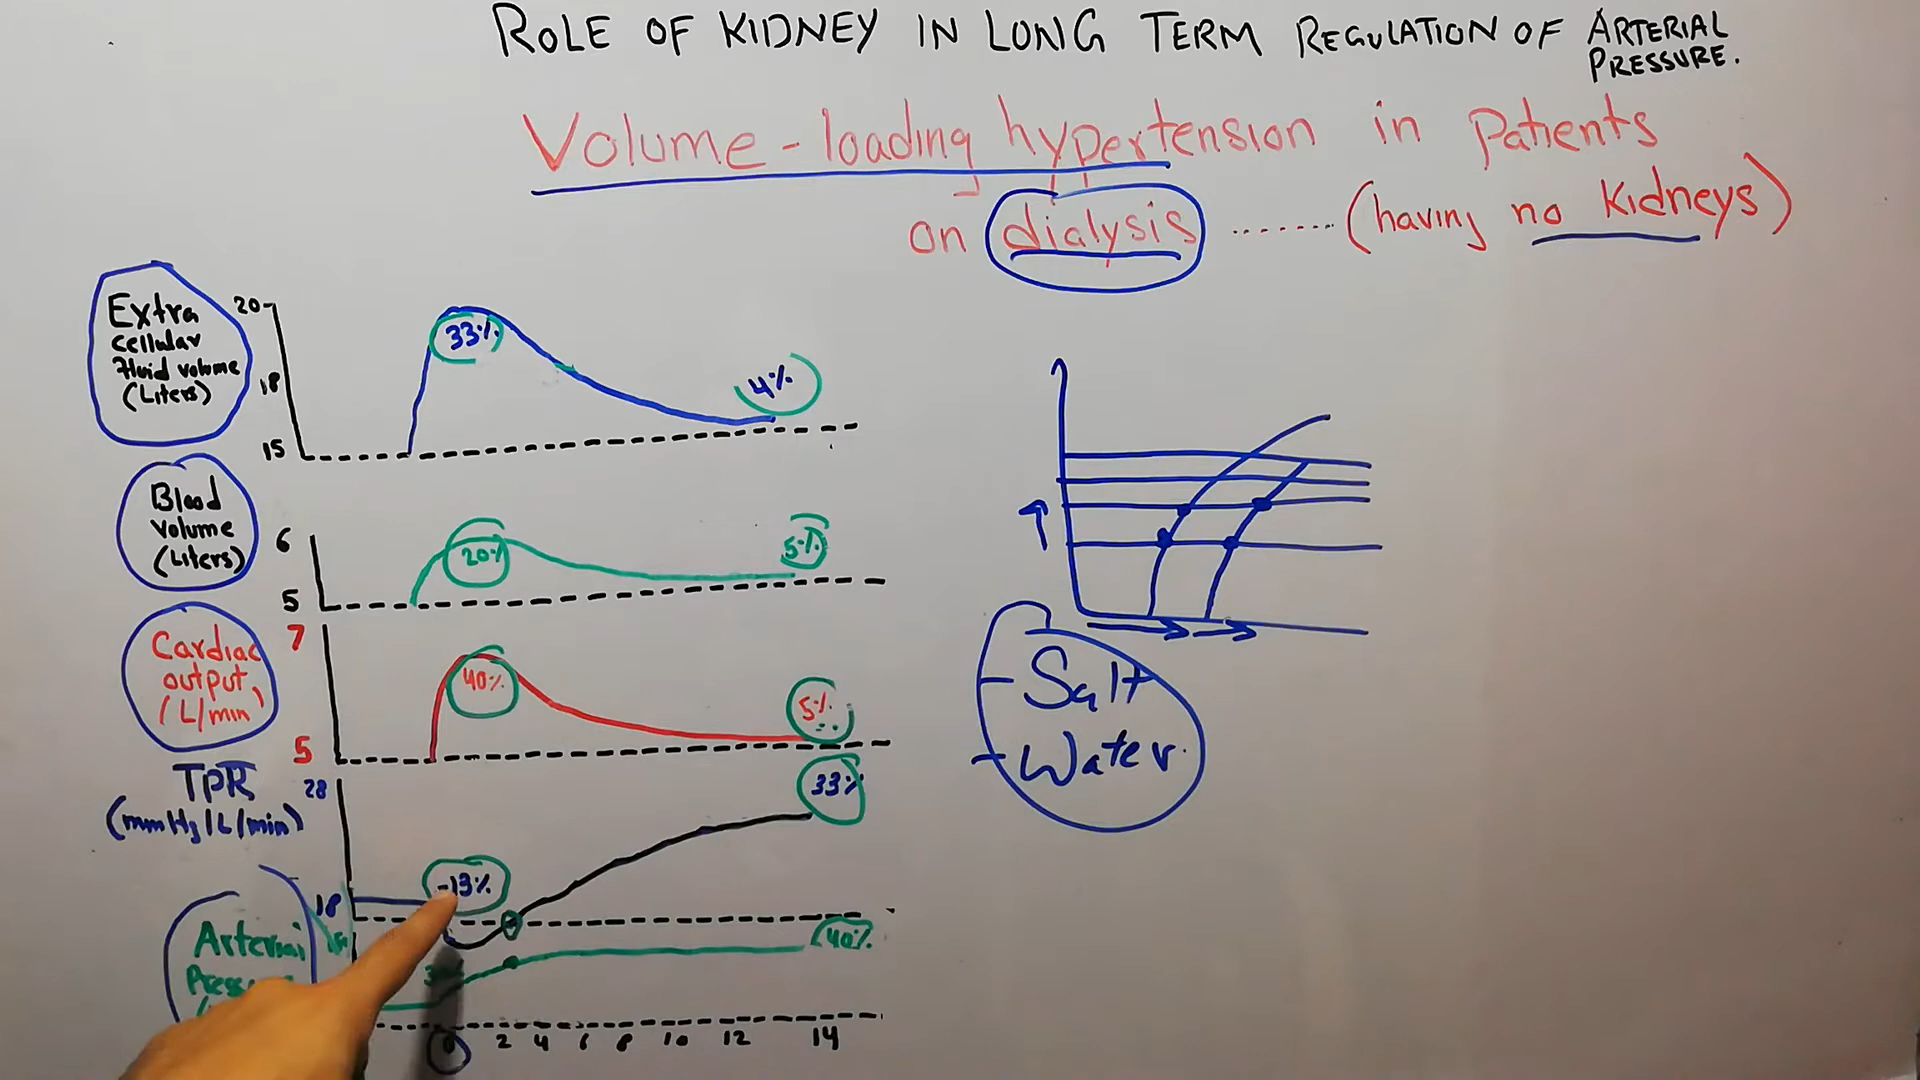 ROLE OF KIDNEY IN LONG TERM REGULATION OF ARTERIAL
PRESSURE.
Volume-loading hypertension in patients
on dialysis ........ (having no kidneys)
Extra
cellular
fluid volume
(Liters)
20
18
15
33%
4%
Blood
volume
(Liters)
6
5
20%
5%
Cardiac
output
(L/min)
7
5
40%
5%
TPR
(mmHg/L/min)
28
18
-13%
33%
Arterial
40%
0 2 4 6 8 10 12 14
Salt
Water